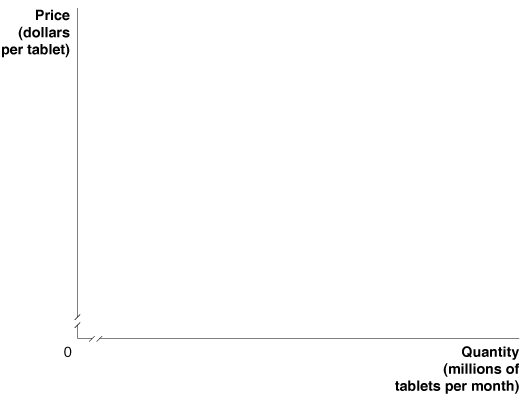 Price
(dollars
per tablet)
0
Quantity
(millions of
tablets per month)